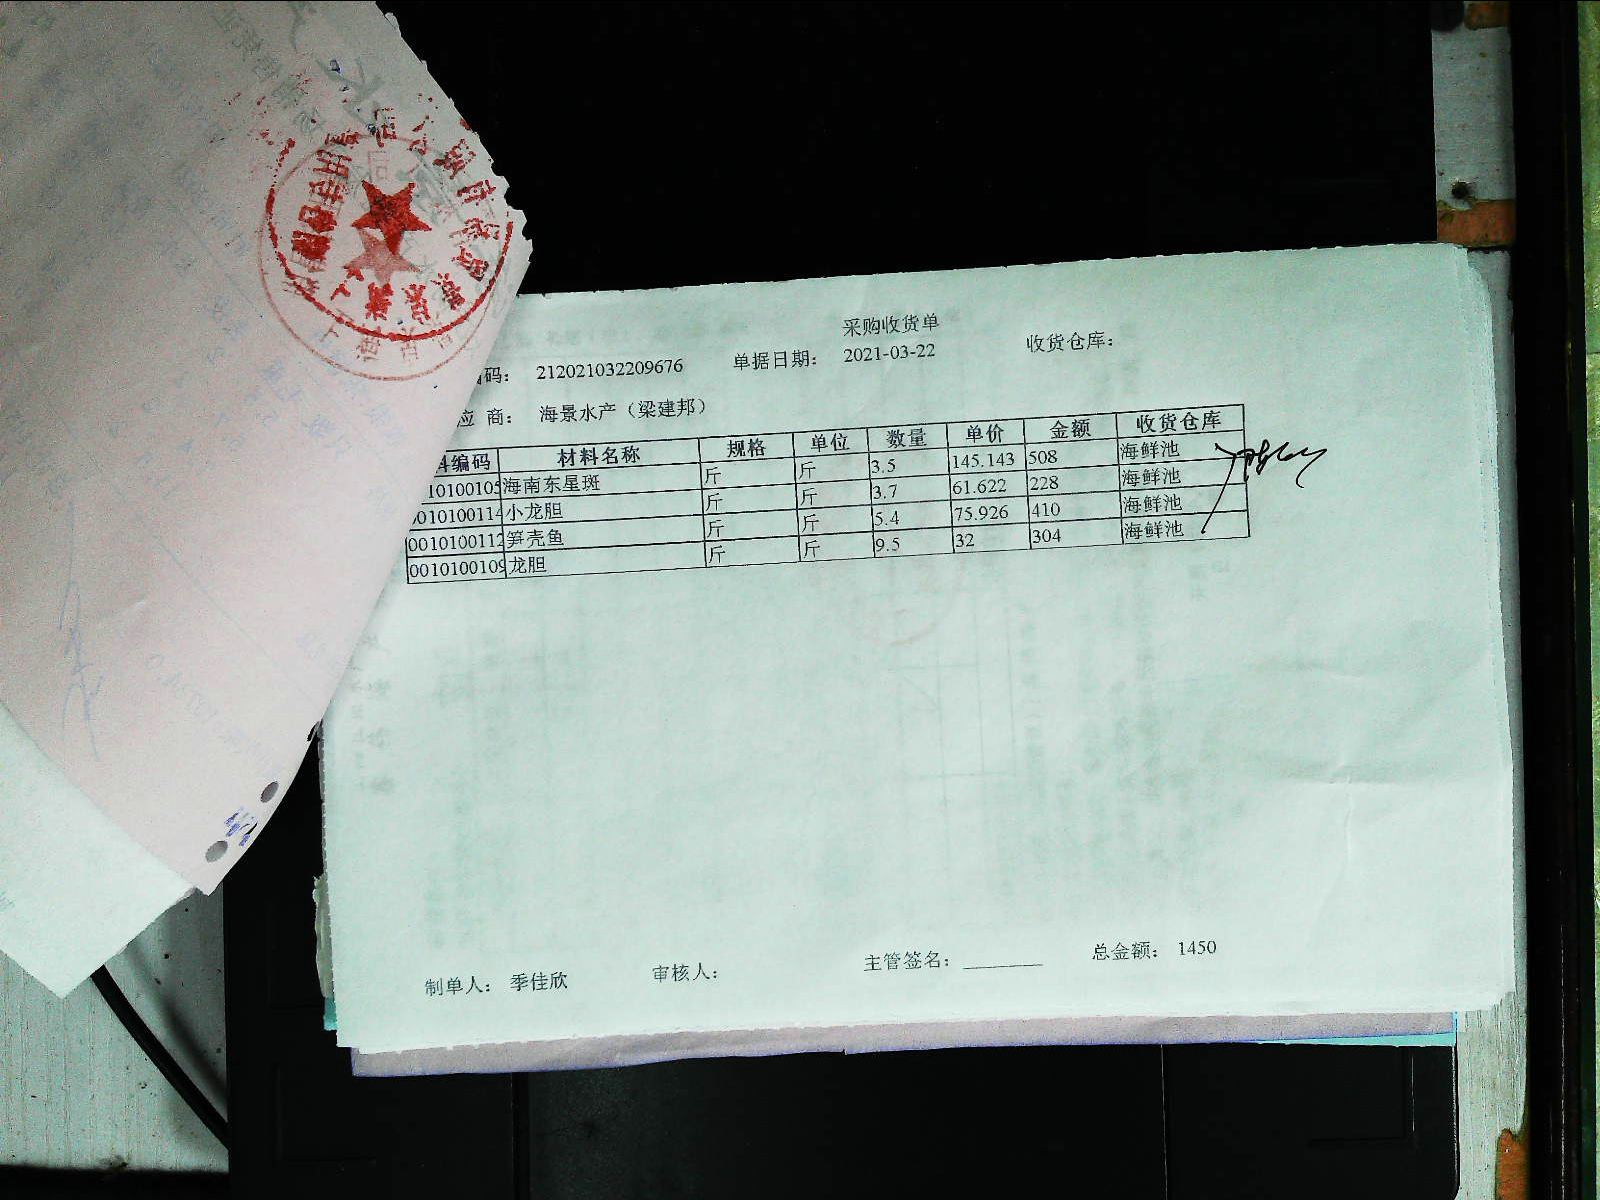 采购收货单
码： 212021032209676 单据日期： 2021-03-22 收货仓库：
应 商： 海景水产（梁建邦）
料编码 材料名称 规格 单位 数量 单价 金额 收货仓库
10100105 海南东星斑 斤 斤 3.5 145.143 508 海鲜池
010100114 小龙胆 斤 斤 3.7 61.622 228 海鲜池
0010100112 笋壳鱼 斤 斤 5.4 75.926 410 海鲜池
0010100109 龙胆 斤 斤 9.5 32 304 海鲜池
制单人： 季佳欣 审核人： 主管签名： 总金额： 1450